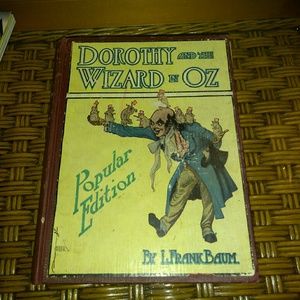 DOROTHY AND THE
WIZARD IN OZ
Popular
Edition
By L. FRANK BAUM.